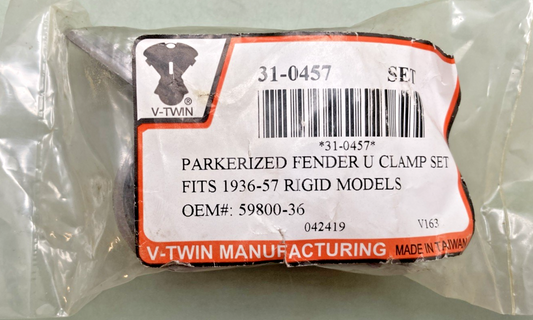 31-0457 SET
V-TWIN®
*31-0457*
PARKERIZED FENDER U CLAMP SET
FITS 1936-57 RIGID MODELS
OEM#: 59800-36
042419 V163
V-TWIN MANUFACTURING MADE IN TAIWAN